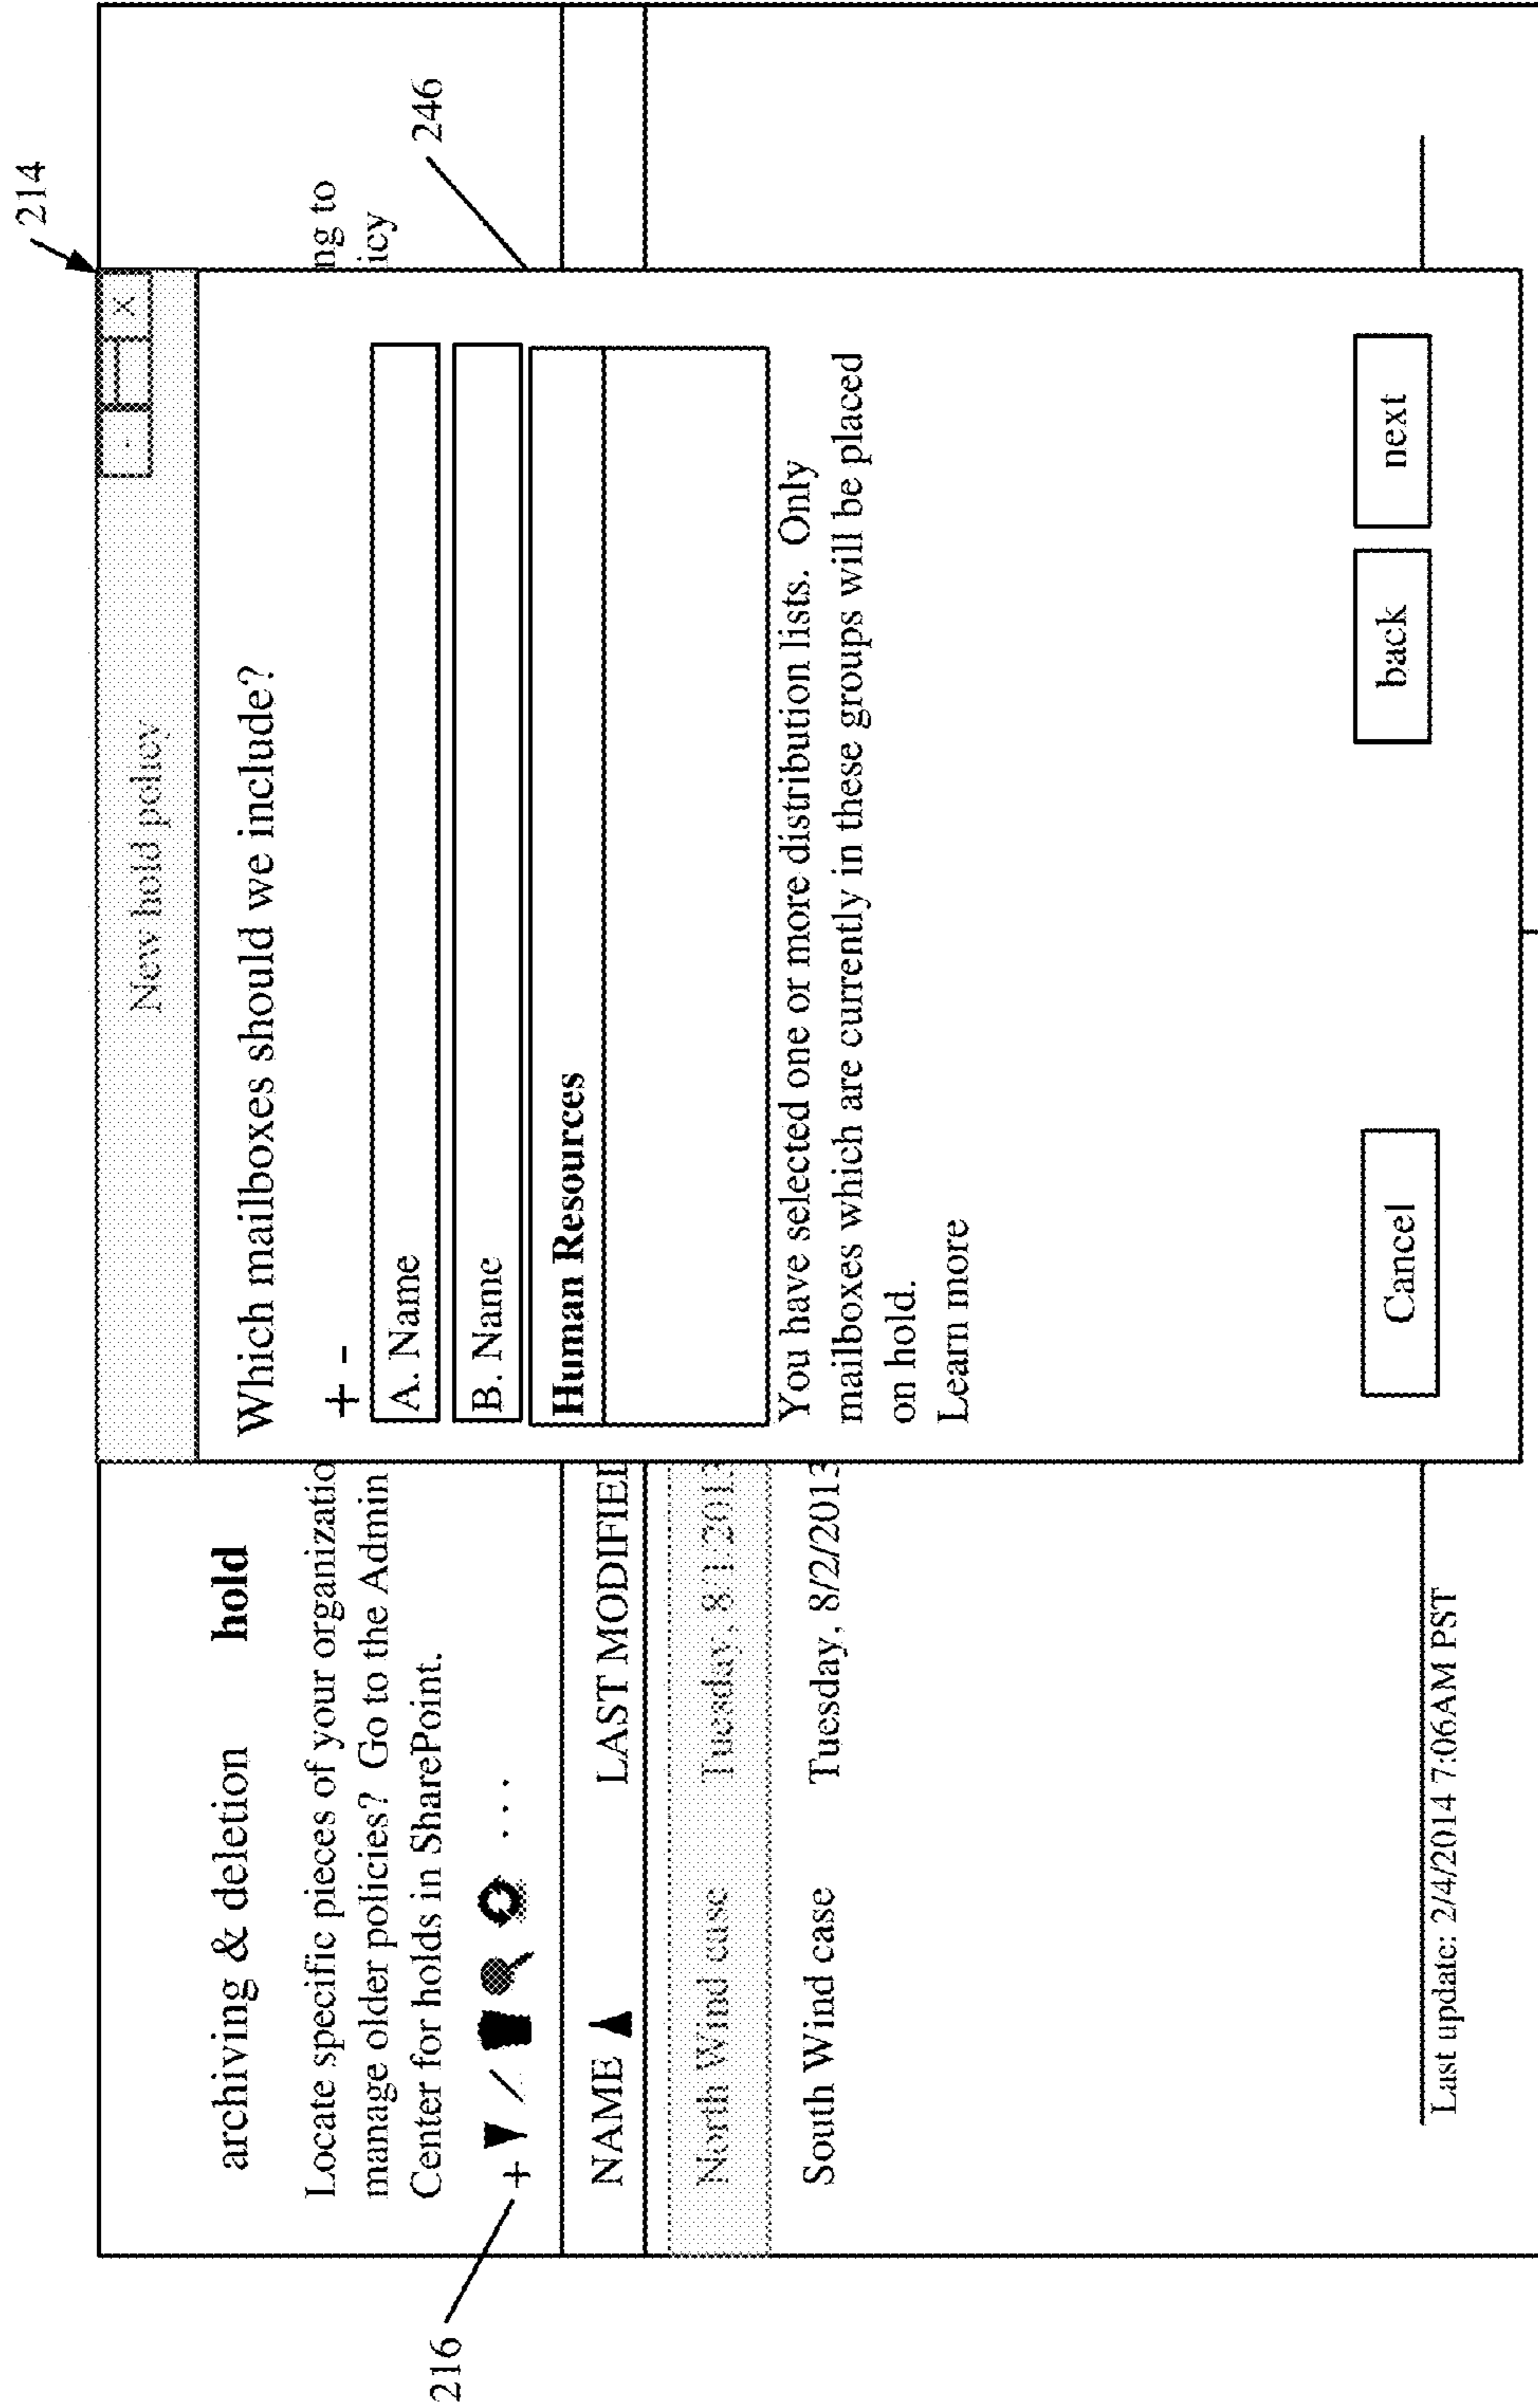 214
246
216
archiving & deletion    hold
Locate specific pieces of your organizatio
manage older policies?  Go to the Admin
Center for holds in SharePoint.
+ ...
NAME    LAST MODIFIE
North Wind case    Tuesday, 8/1/2013
South Wind case    Tuesday, 8/2/2013
Last update: 2/4/2014 7:06AM PST
ng to
icy
New hold policy
- X
Which mailboxes should we include?
+ -
A. Name
B. Name
Human Resources
You have selected one or more distribution lists.  Only
mailboxes which are currently in these groups will be placed
on hold.
Learn more
Cancel    back    next